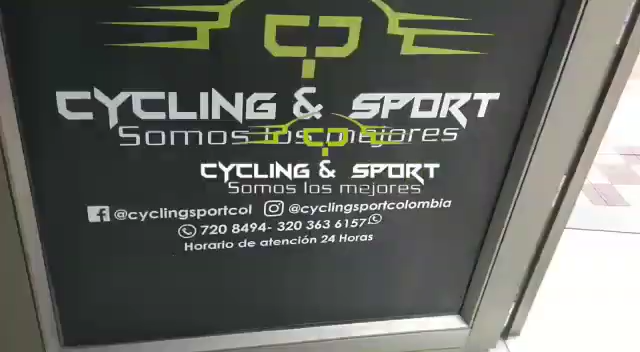 CYCLING & SPORT
Somos los mejores
CYCLING & SPORT
Somos los mejores
@cyclingsportcol @cyclingsportcolombia
720 8494- 320 363 6157
Horario de atención 24 Horas